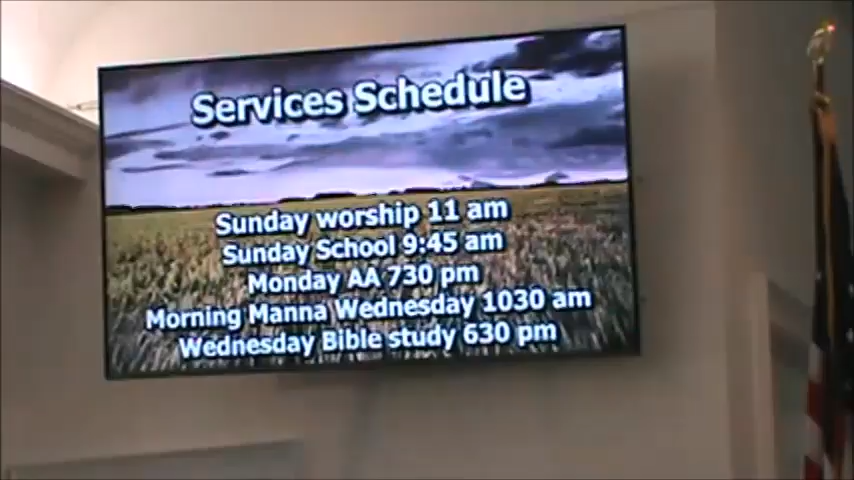 Services Schedule
Sunday worship 11 am
Sunday School 9:45 am
Monday AA 730 pm
Morning Manna Wednesday 1030 am
Wednesday Bible study 630 pm